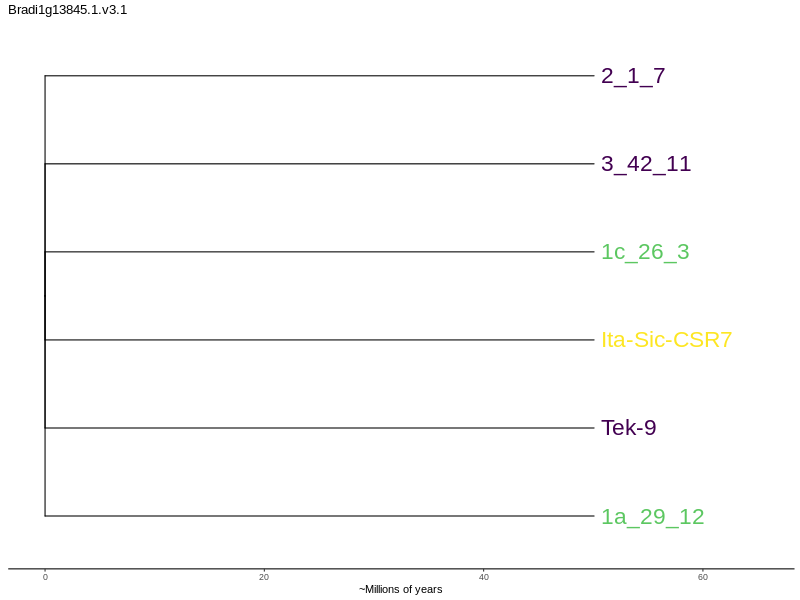 Bradi1g13845.1.v3.1
2_1_7
3_42_11
1c_26_3
Ita-Sic-CSR7
Tek-9
1a_29_12
0 20 40 60
~Millions of years